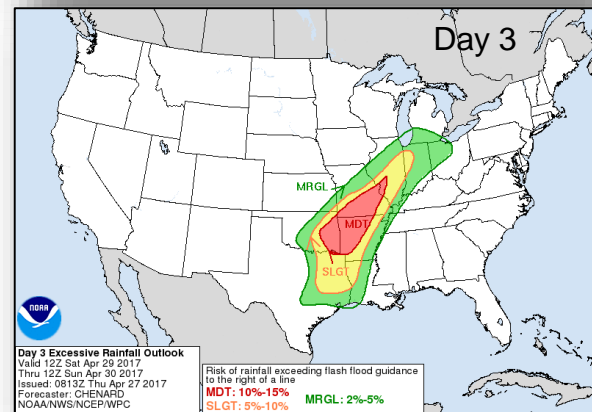 Day 3
MRGL
MDT
SLGT
NOAA
Day 3 Excessive Rainfall Outlook
Valid 12Z Sat Apr 29 2017
Thru 12Z Sun Apr 30 2017
Issued: 0813Z Thu Apr 27 2017
Forecaster: CHENARD
NOAA/NWS/NCEP/WPC
Risk of rainfall exceeding flash flood guidance
to the right of a line
MDT: 10%-15%
MRGL: 2%-5%
SLGT: 5%-10%